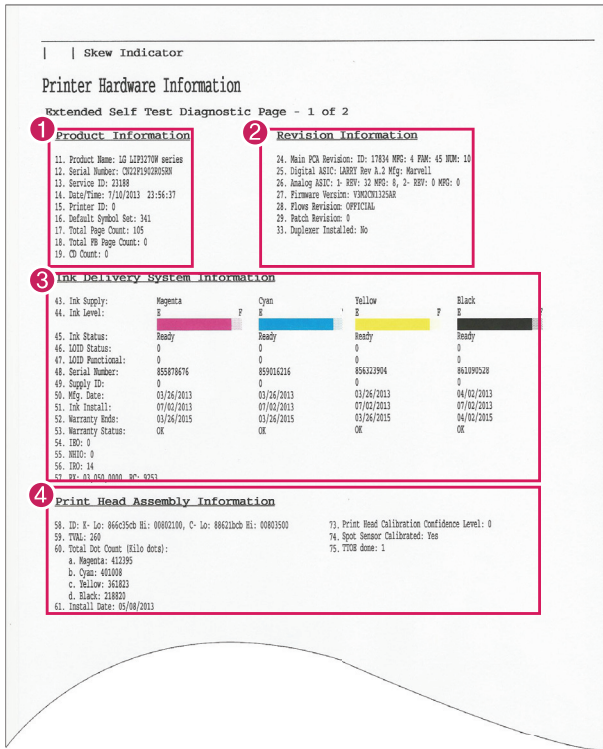 | | Skew Indicator
Printer Hardware Information
Extended Self Test Diagnostic Page - 1 of 2
1 Product Information
11. Product Name: LG LIP3270W series
12. Serial Number: CN22P1902R05RN
13. Service ID: 23188
14. Date/Time: 7/10/2013 23:56:37
15. Printer ID: 0
16. Default Symbol Set: 341
17. Total Page Count: 105
18. Total FB Page Count: 0
19. CD Count: 0
2 Revision Information
24. Main PCA Revision: ID: 17834 MFG: 4 FAM: 45 NUM: 10
25. Digital ASIC: LARRY Rev A.2 Mfg: Marvell
26. Analog ASIC: 1- REV: 32 MFG: 8, 2- REV: 0 MFG: 0
27. Firmware Version: V3M2CN1325AR
28. Flows Revision: OFFICIAL
29. Patch Revision: 0
33. Duplexer Installed: No
3 Ink Delivery System Information
43. Ink Supply: Magenta Cyan Yellow Black
44. Ink Level: E F E E F E F
45. Ink Status: Ready Ready Ready Ready
46. LOID Status: 0 0 0 0
47. LOID Functional: 0 0 0 0
48. Serial Number: 855878676 859016216 856323904 861090528
49. Supply ID: 0 0 0 0
50. Mfg. Date: 03/26/2013 03/26/2013 03/26/2013 04/02/2013
51. Ink Install: 07/02/2013 07/02/2013 07/02/2013 07/02/2013
52. Warranty Ends: 03/26/2015 03/26/2015 03/26/2015 04/02/2015
53. Warranty Status: OK OK OK OK
54. IEO: 0
55. NHIO: 0
56. IRO: 14
57. RX: 03.050.0000 RC: 9253
4 Print Head Assembly Information
58. ID: K- Lo: 866c35cb Hi: 00802100, C- Lo: 88621bcb Hi: 00803500
59. TVAL: 260
60. Total Dot Count (Kilo dots):
a. Magenta: 412395
b. Cyan: 401008
c. Yellow: 361823
d. Black: 218820
61. Install Date: 05/08/2013
73. Print Head Calibration Confidence Level: 0
74. Spot Sensor Calibrated: Yes
75. TTOE done: 1